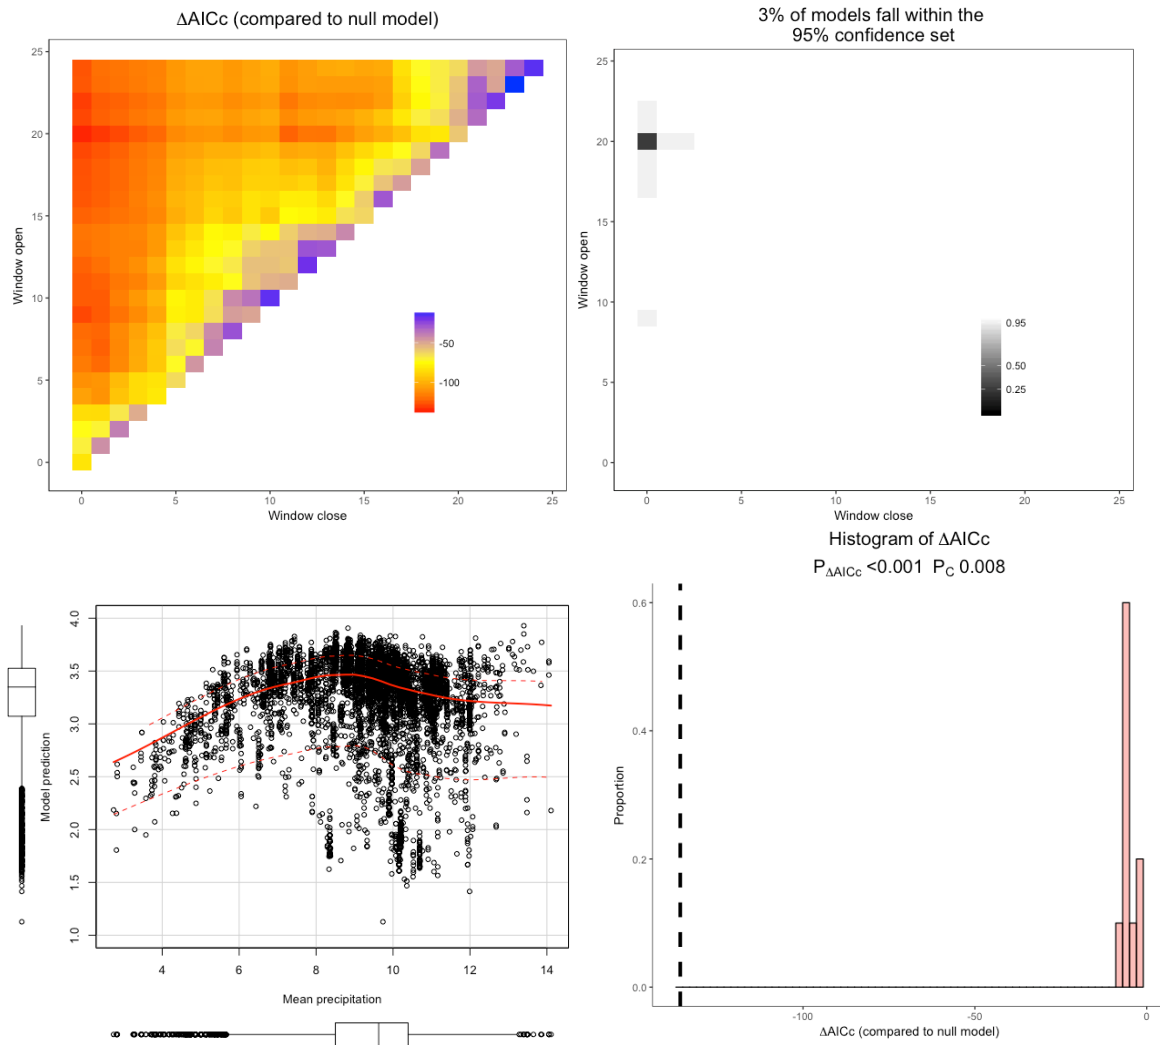 ΔAICc (compared to null model)
25
20
15
10
5
0
Window open
-50
-100
0 5 10 15 20 25
Window close
3% of models fall within the
95% confidence set
25
20
15
10
5
0
Window open
0.95
0.50
0.25
0 5 10 15 20 25
Window close
4.0
3.5
3.0
2.5
2.0
1.5
1.0
Model prediction
4 6 8 10 12 14
Mean precipitation
Histogram of ΔAICc
PΔAICc <0.001 PC 0.008
0.6
0.4
0.2
0.0
Proportion
-100 -50 0
ΔAICc (compared to null model)